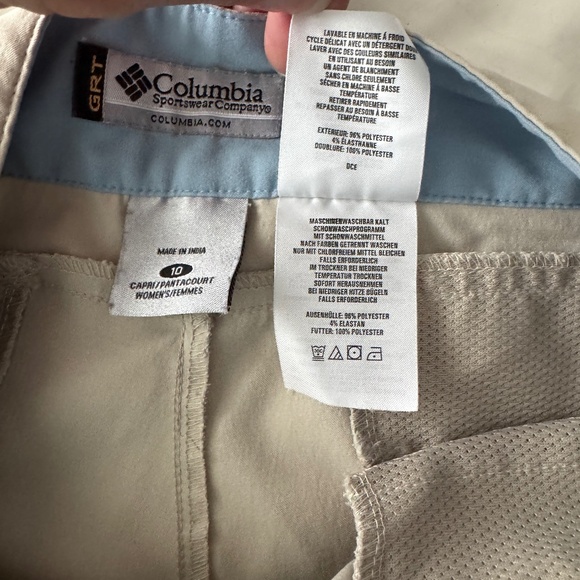 GRT
Columbia
Sportswear Company®
COLUMBIA.COM
MADE IN INDIA
10
CAPRI/PANTACOURT
WOMEN'S/FEMMES
LAVABLE EN MACHINE À FROID
CYCLE DÉLICAT AVEC UN DÉTERGENT DOUX
LAVER AVEC DES COULEURS SIMILAIRES
EN UTILISANT AU BESOIN
UN AGENT DE BLANCHIMENT
SANS CHLORE SEULEMENT
SÉCHER EN MACHINE À BASSE
TEMPÉRATURE
RETIRER RAPIDEMENT
REPASSER AU BESOIN À BASSE
TEMPÉRATURE
EXTERIEUR: 96% POLYESTER
4% ÉLASTHANNE
DOUBLURE: 100% POLYESTER
DCE
MASCHINENWASCHBAR KALT
SCHONWASCHPROGRAMM
MIT SCHONWASCHMITTEL
NACH FARBEN GETRENNT WASCHEN
NUR MIT CHLORFREIEM MITTEL BLEICHEN
FALLS ERFORDERLICH
IM TROCKNER BEI NIEDRIGER
TEMPERATUR TROCKNEN
SOFORT HERAUSNEHMEN
BEI NIEDRIGER HITZE BÜGELN
FALLS ERFORDERLICH
AUßENHÜLLE: 96% POLYESTER
4% ELASTAN
FUTTER: 100% POLYESTER